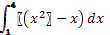 ∫₁⁴〖(x²〗 − x) dx